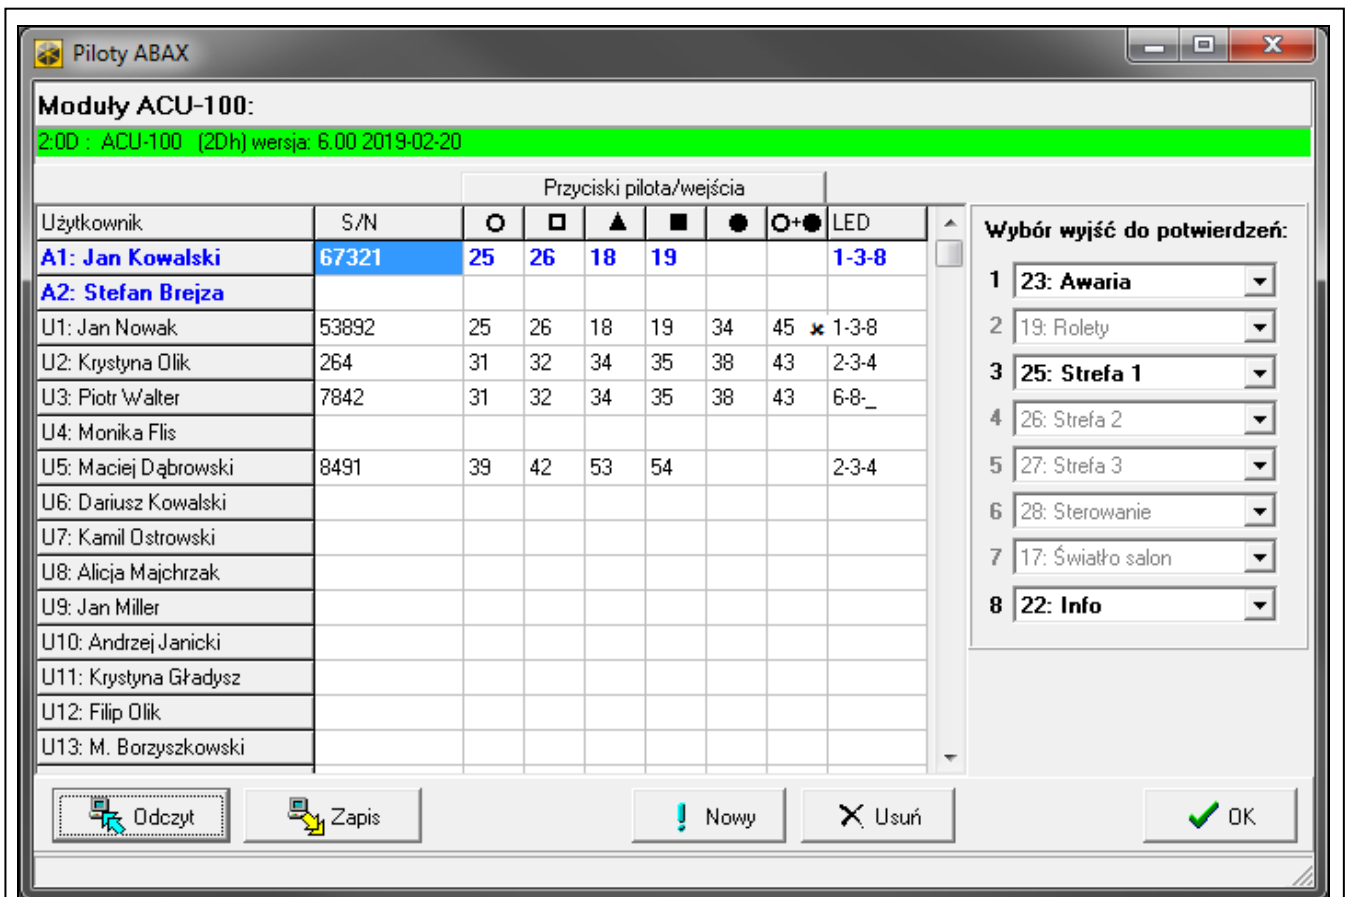 Piloty ABAX
Moduły ACU-100:
2:0D : ACU-100 (2Dh) wersja: 6.00 2019-02-20
Przyciski pilota/wejścia
Użytkownik S/N O+● LED
A1: Jan Kowalski 67321 25 26 18 19 1-3-8
A2: Stefan Brejza
U1: Jan Nowak 53892 25 26 18 19 34 45 x 1-3-8
U2: Krystyna Olik 264 31 32 34 35 38 43 2-3-4
U3: Piotr Walter 7842 31 32 34 35 38 43 6-8-_
U4: Monika Flis
U5: Maciej Dąbrowski 8491 39 42 53 54 2-3-4
U6: Dariusz Kowalski
U7: Kamil Ostrowski
U8: Alicja Majchrzak
U9: Jan Miller
U10: Andrzej Janicki
U11: Krystyna Gładysz
U12: Filip Olik
U13: M. Borzyszkowski
Wybór wyjść do potwierdzeń:
1 23: Awaria
2 19: Rolety
3 25: Strefa 1
4 26: Strefa 2
5 27: Strefa 3
6 28: Sterowanie
7 17: Światło salon
8 22: Info
Odczyt Zapis Nowy Usuń OK